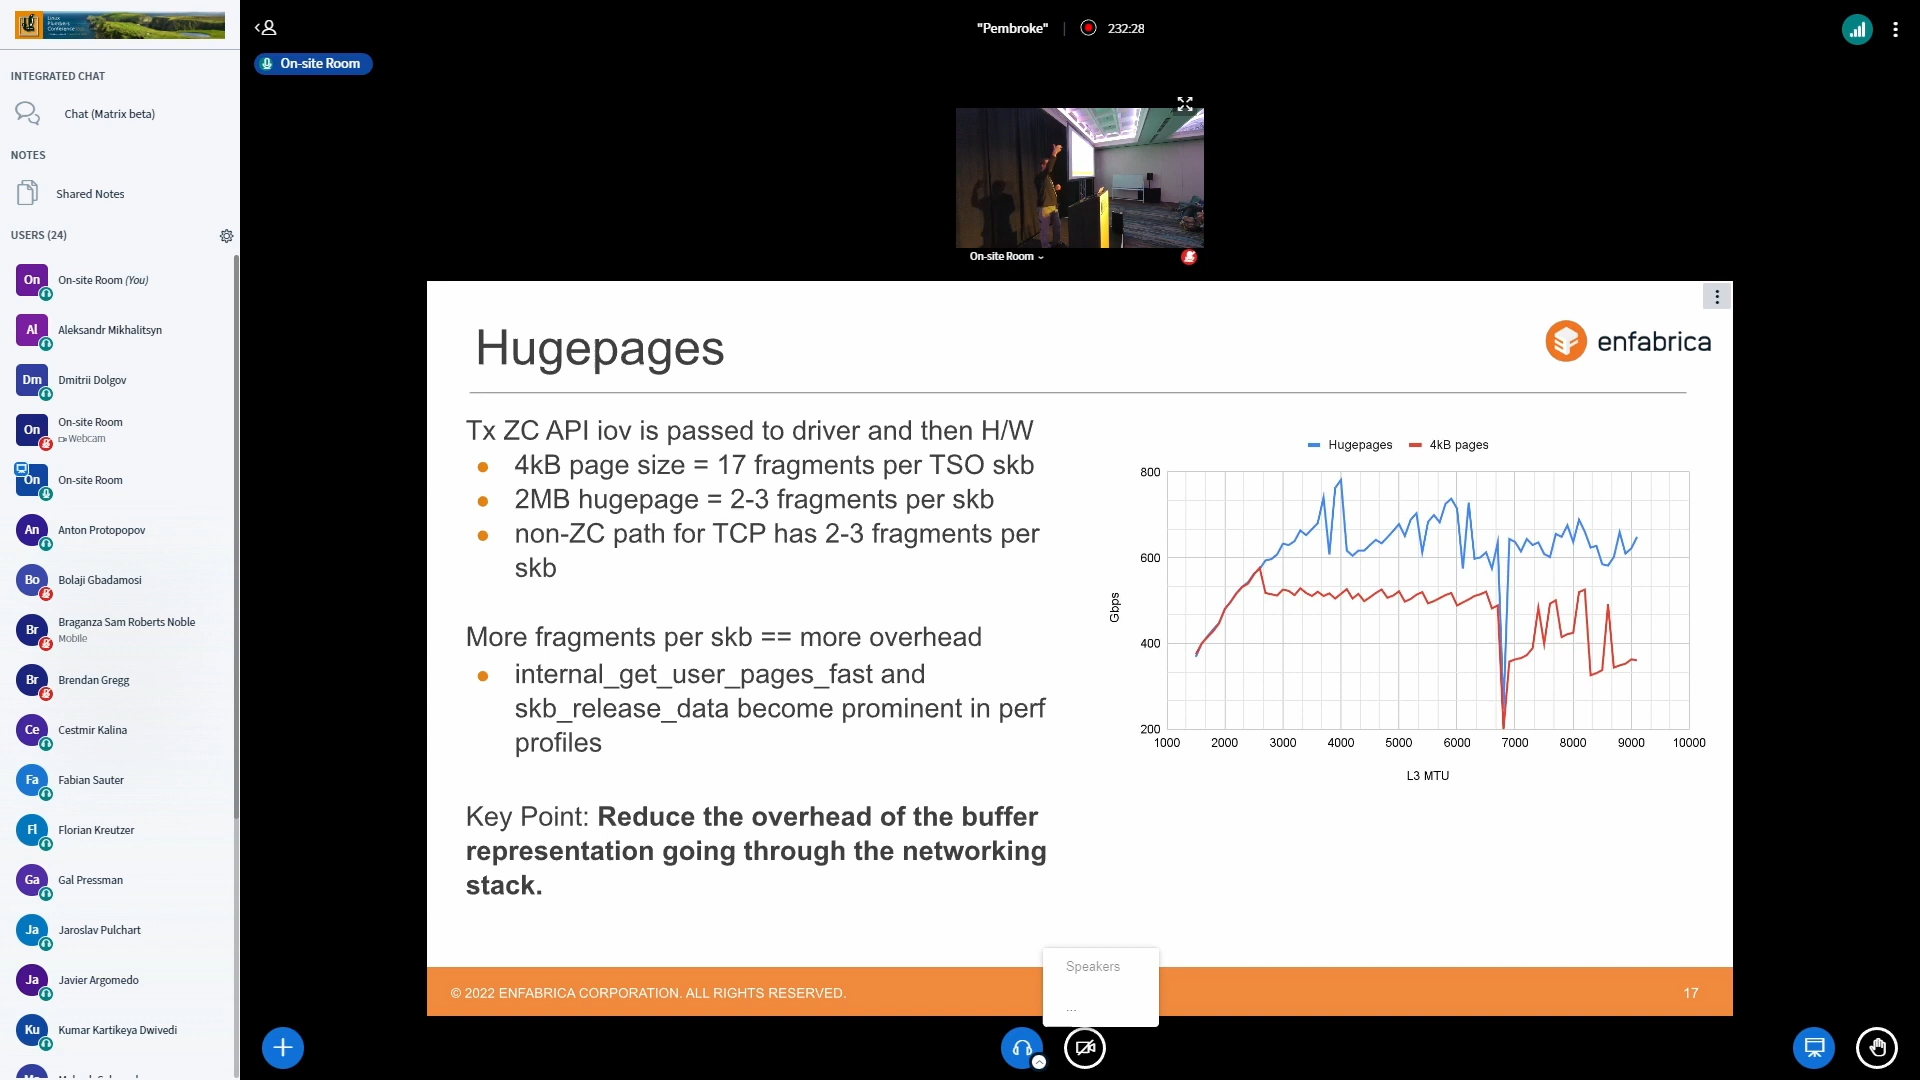 Linux
Plumbers
Conference
INTEGRATED CHAT
Chat (Matrix beta)
NOTES
Shared Notes
USERS (24)
On
On-site Room (You)
Al
Aleksandr Mikhalitsyn
Dm
Dmitrii Dolgov
On
On-site Room
Webcam
On
On-site Room
An
Anton Protopopov
Bo
Bolaji Gbadamosi
Br
Braganza Sam Roberts Noble
Mobile
Br
Brendan Gregg
Ce
Cestmir Kalina
Fa
Fabian Sauter
Fl
Florian Kreutzer
Ga
Gal Pressman
Ja
Jaroslav Pulchart
Ja
Javier Argomedo
Ku
Kumar Kartikeya Dwivedi
"Pembroke"
232:28
On-site Room
On-site Room
Hugepages
enfabrica
Tx ZC API iov is passed to driver and then H/W
4kB page size = 17 fragments per TSO skb
2MB hugepage = 2-3 fragments per skb
non-ZC path for TCP has 2-3 fragments per
skb
More fragments per skb == more overhead
internal_get_user_pages_fast and
skb_release_data become prominent in perf
profiles
Key Point: Reduce the overhead of the buffer
representation going through the networking
stack.
Hugepages 4kB pages
Gbps
800
600
400
200
1000 2000 3000 4000 5000 6000 7000 8000 9000 10000
L3 MTU
© 2022 ENFABRICA CORPORATION. ALL RIGHTS RESERVED.
17
Speakers
...